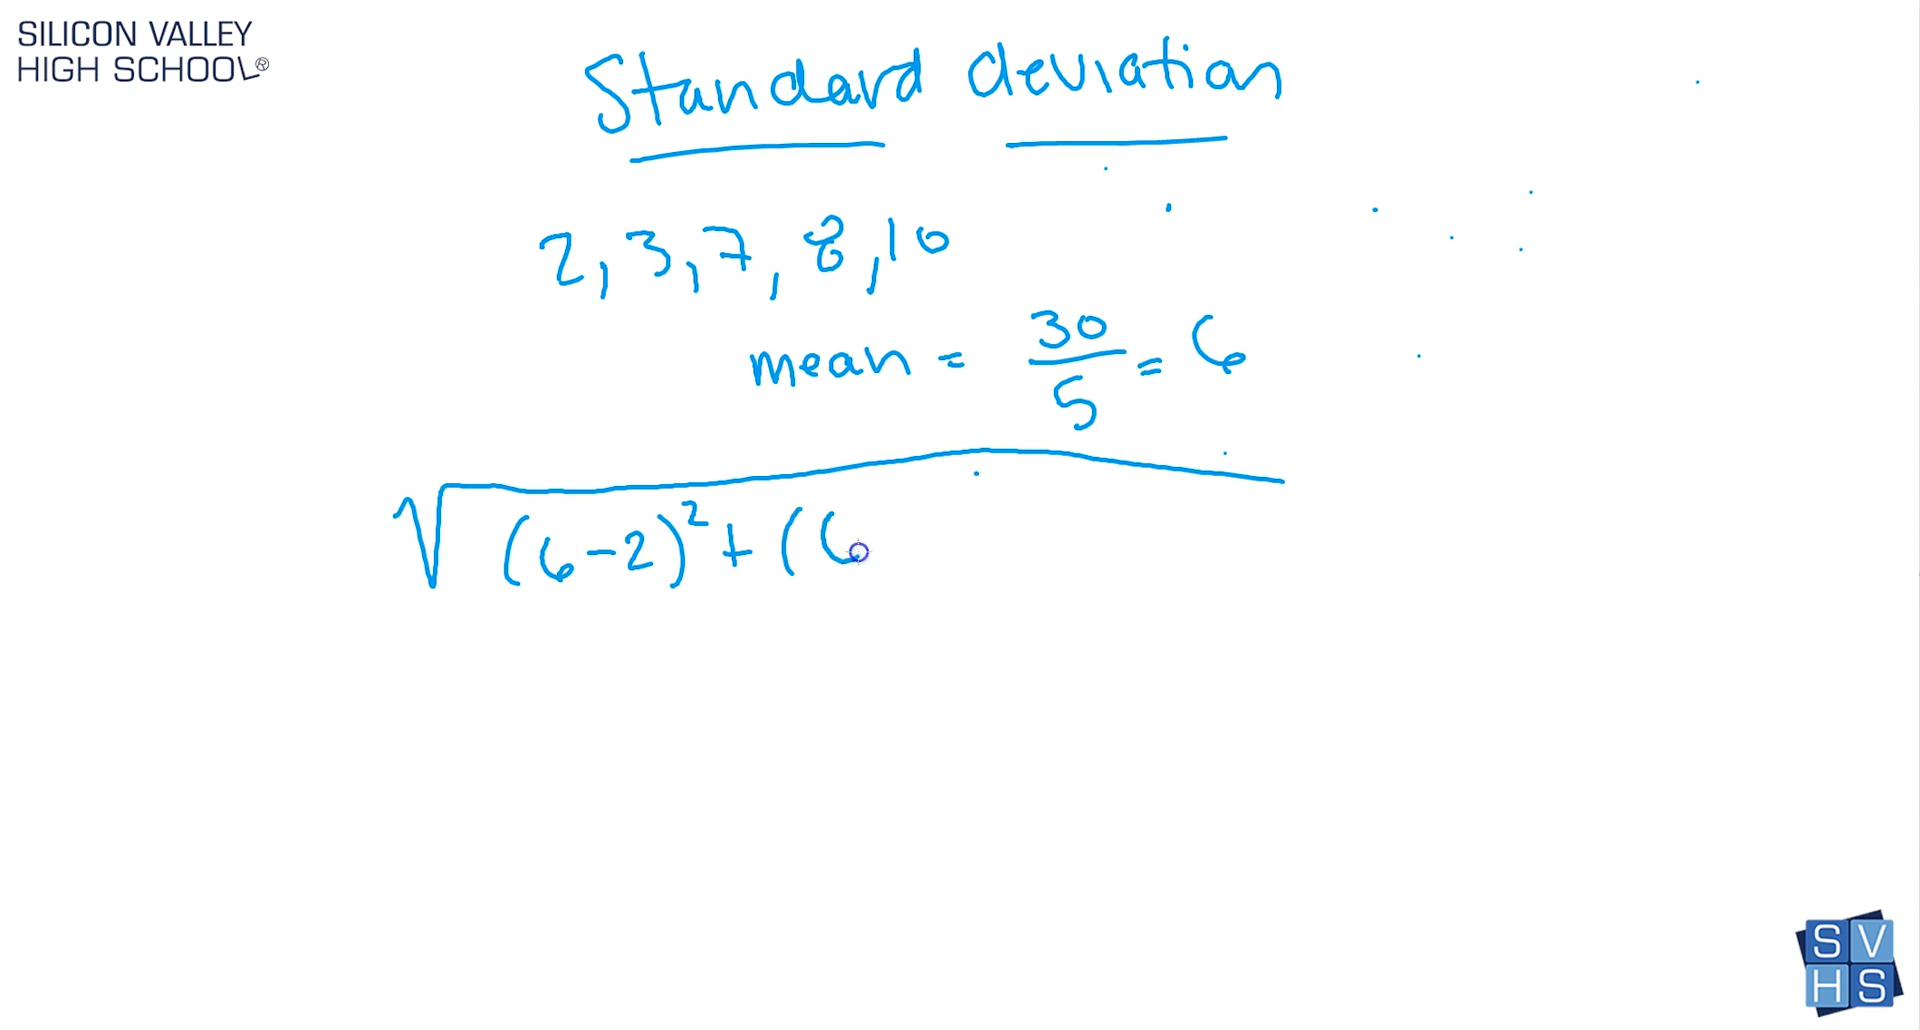 SILICON VALLEY
HIGH SCHOOL®
Standard deviation
2, 3, 7, 8, 10
mean = 30/5 = 6
√ (6-2)² + (6
SV
HS